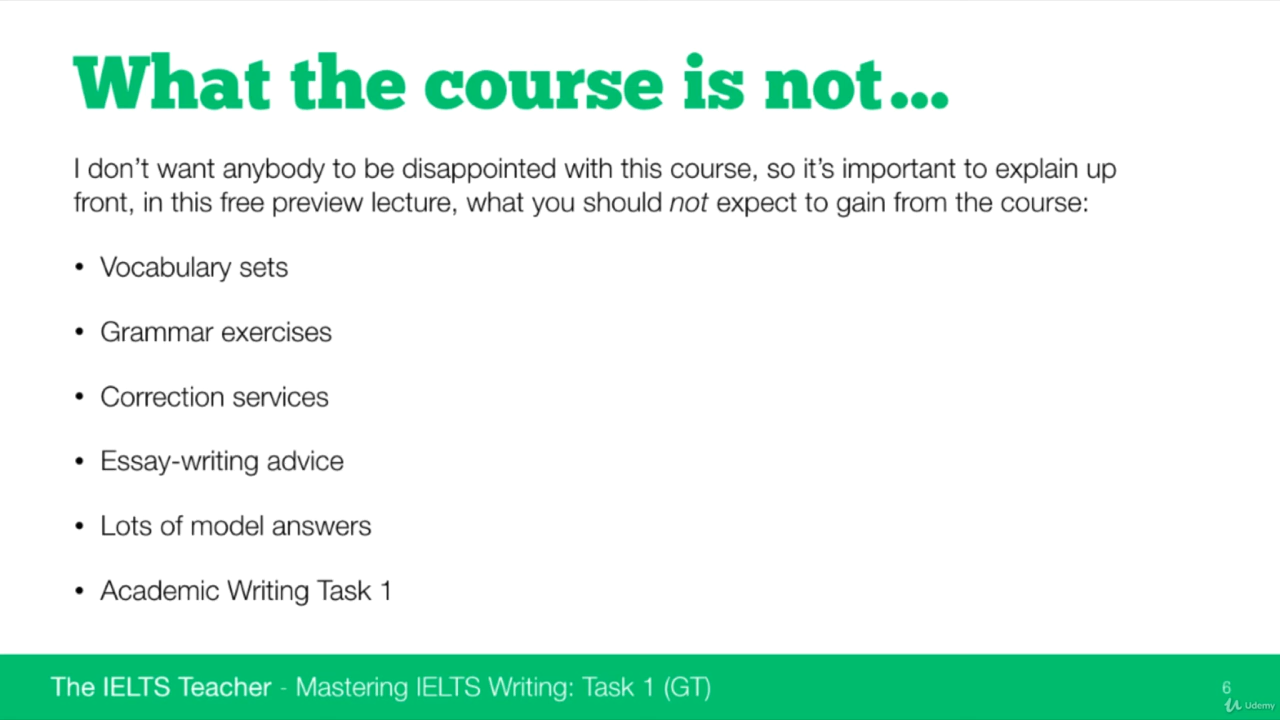 What the course is not...
I don’t want anybody to be disappointed with this course, so it’s important to explain up
front, in this free preview lecture, what you should not expect to gain from the course:
• Vocabulary sets
• Grammar exercises
• Correction services
• Essay-writing advice
• Lots of model answers
• Academic Writing Task 1
The IELTS Teacher - Mastering IELTS Writing: Task 1 (GT)
6
Udemy